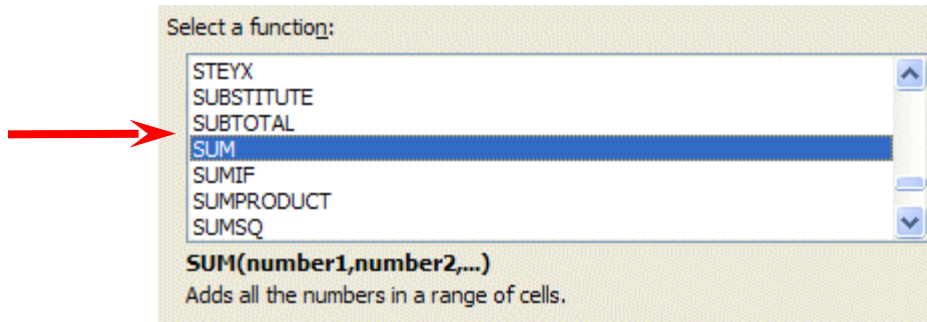 Select a function:
STEYX
SUBSTITUTE
SUBTOTAL
SUM
SUMIF
SUMPRODUCT
SUMSQ
SUM(number1,number2,...)
Adds all the numbers in a range of cells.